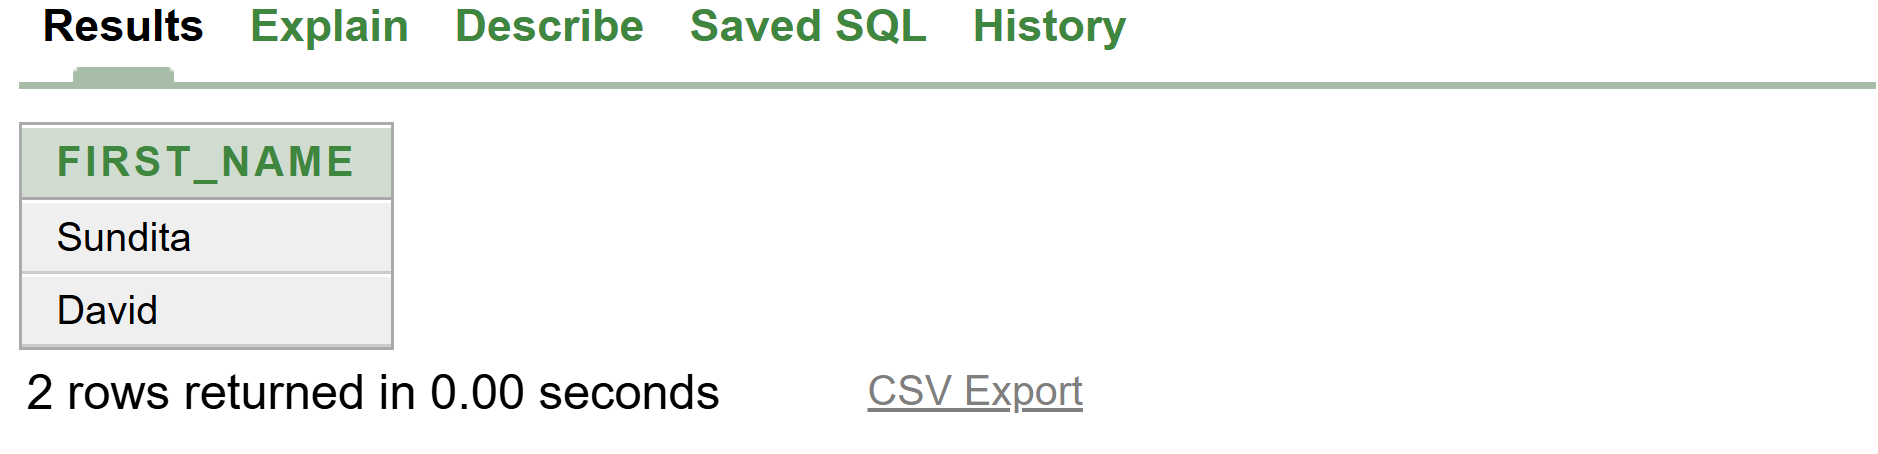 Results Explain Describe Saved SQL History
FIRST_NAME
Sundita
David
2 rows returned in 0.00 seconds CSV Export